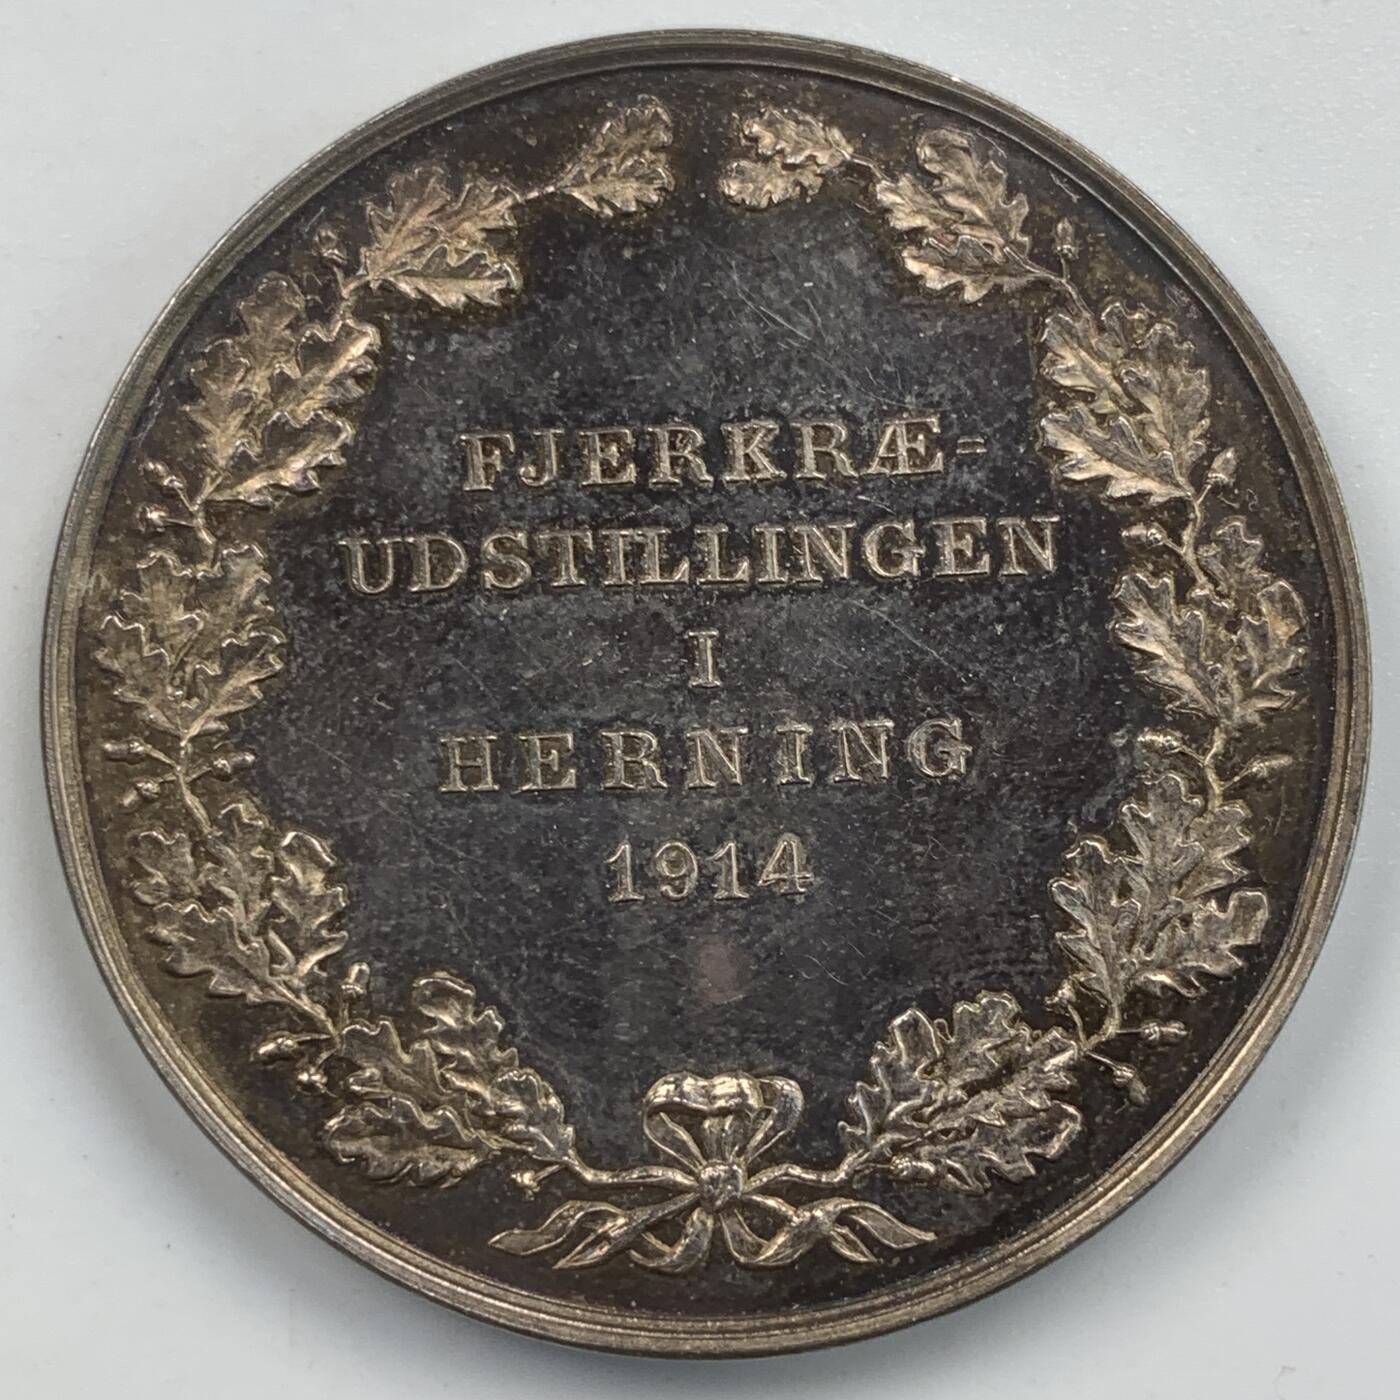 FJERKRÆ-
UDSTILLINGEN
I
HERNING
1914